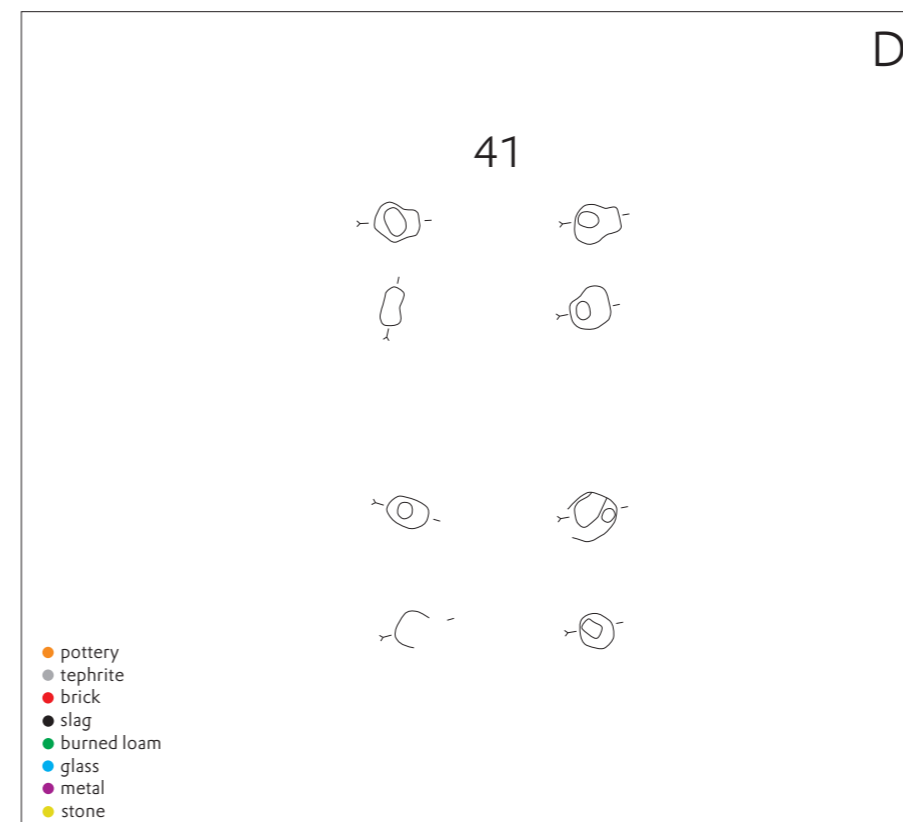 D
41
pottery
tephrite
brick
slag
burned loam
glass
metal
stone